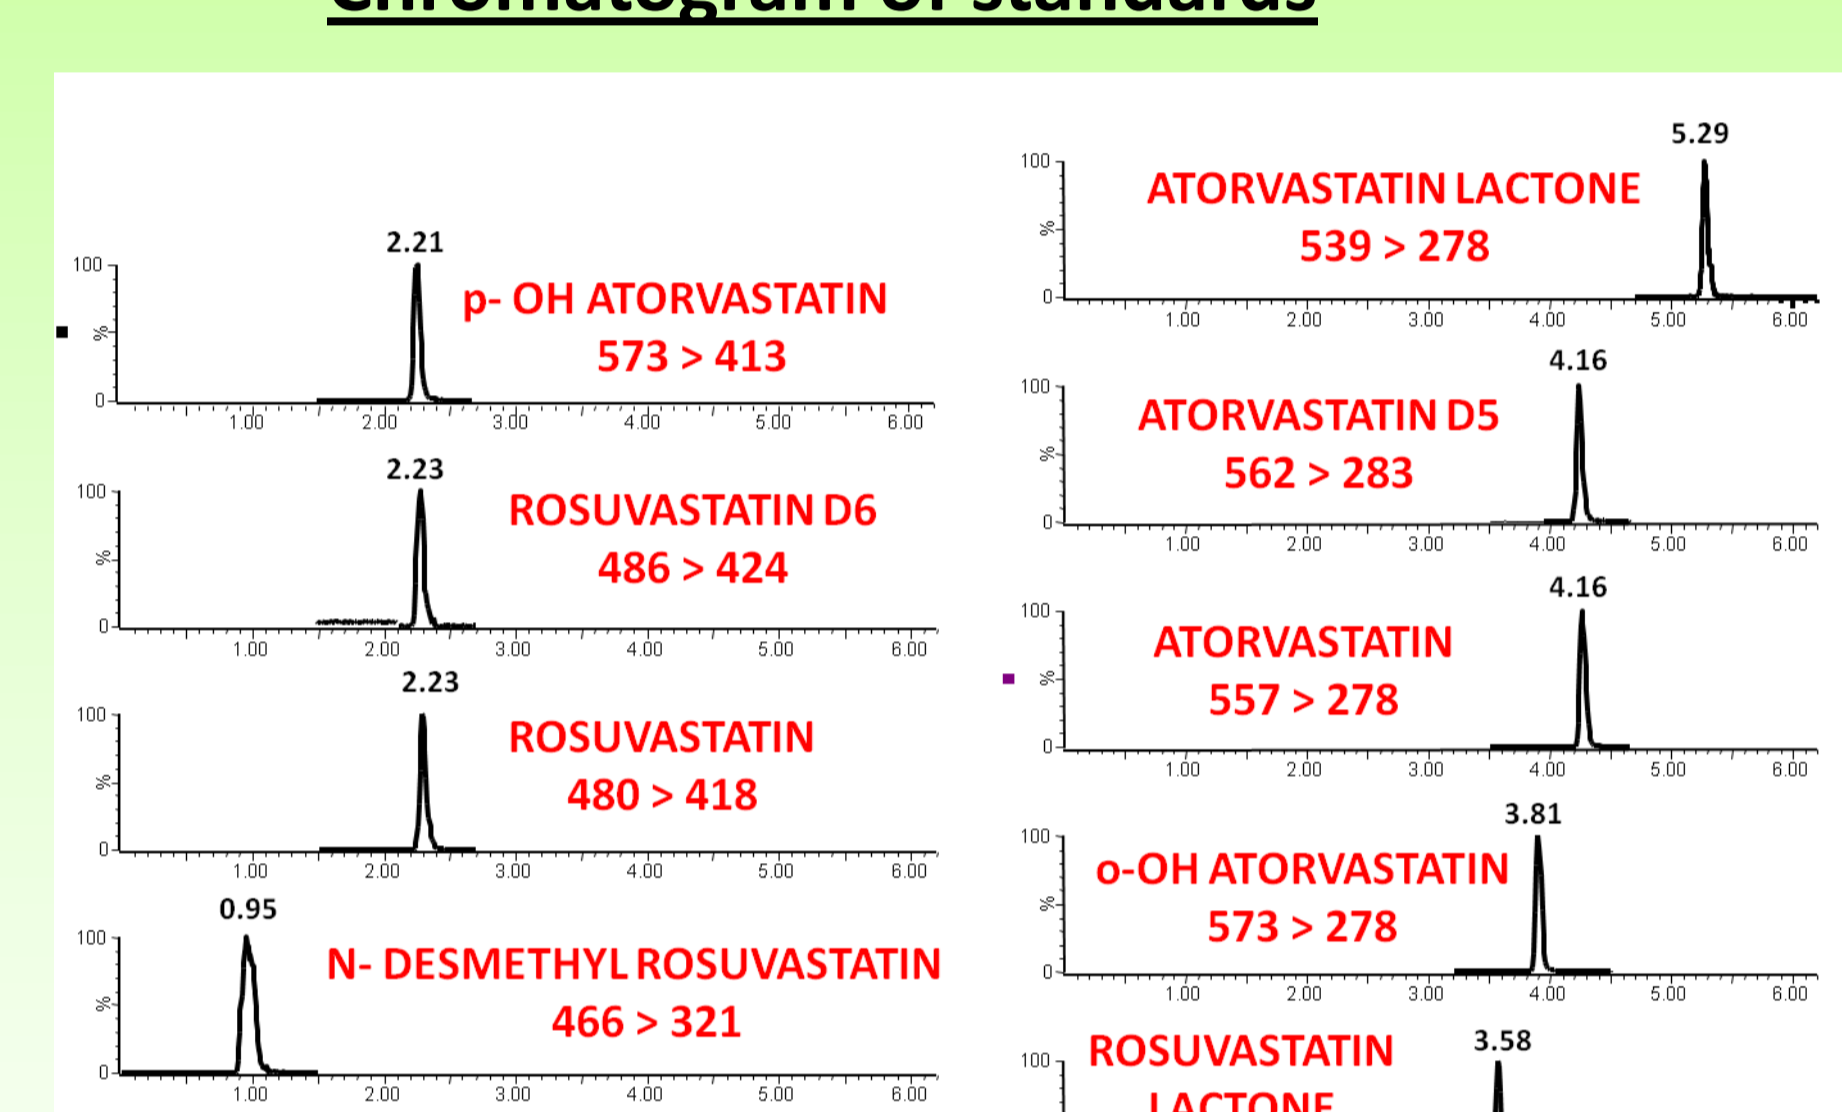 Chromatogram of standards
2.21
100
%
0
p- OH ATORVASTATIN
573 > 413
1.00 2.00 3.00 4.00 5.00 6.00
2.23
100
%
0
ROSUVASTATIN D6
486 > 424
1.00 2.00 3.00 4.00 5.00 6.00
2.23
100
%
0
ROSUVASTATIN
480 > 418
1.00 2.00 3.00 4.00 5.00 6.00
0.95
100
%
0
N- DESMETHYL ROSUVASTATIN
466 > 321
1.00 2.00 3.00 4.00 5.00 6.00
5.29
100
%
0
ATORVASTATIN LACTONE
539 > 278
1.00 2.00 3.00 4.00 5.00 6.00
4.16
100
%
0
ATORVASTATIN D5
562 > 283
1.00 2.00 3.00 4.00 5.00 6.00
4.16
100
%
0
ATORVASTATIN
557 > 278
1.00 2.00 3.00 4.00 5.00 6.00
3.81
100
%
0
o-OH ATORVASTATIN
573 > 278
1.00 2.00 3.00 4.00 5.00 6.00
3.58
100
ROSUVASTATIN
LACTONE